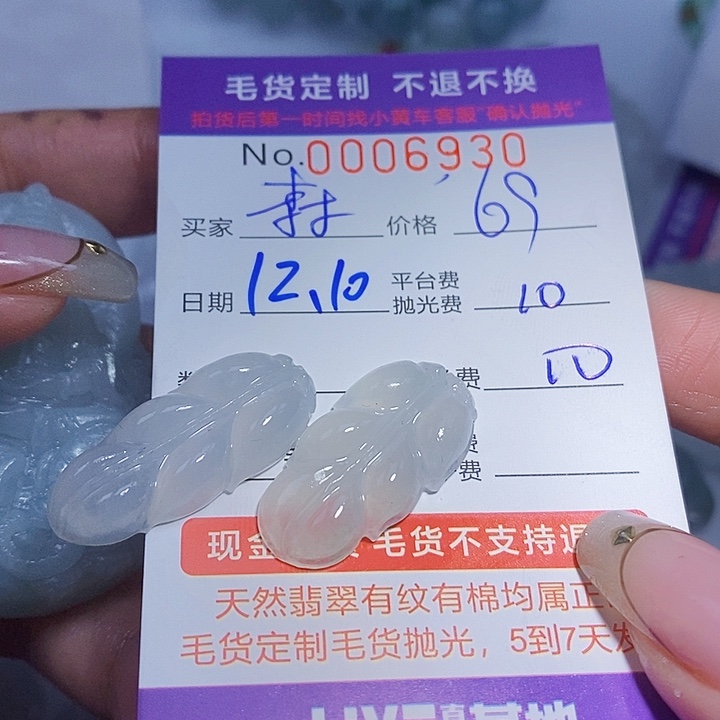 毛货定制 不退不换
拍货后第一时间找小黄车客服"确认抛光"
No.0006930
买家 价格 69
日期 12、10 平台费
抛光费 10
费 10
费
费
现金 毛货不支持退
天然翡翠有纹有棉均属正
毛货定制毛货抛光，5到7天发
基地